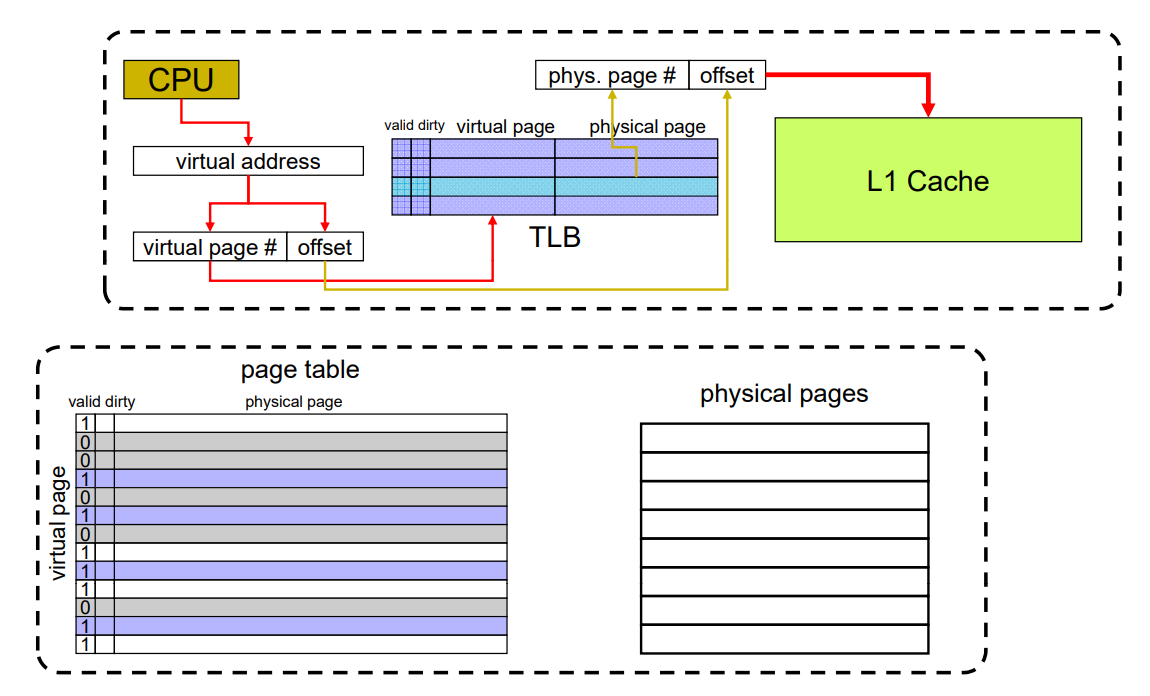 CPU
phys. page # offset
valid dirty virtual page physical page
virtual address
L1 Cache
TLB
virtual page # offset
page table
physical pages
valid dirty physical page
virtual page
1
0
0
1
0
1
0
1
1
1
0
1
1